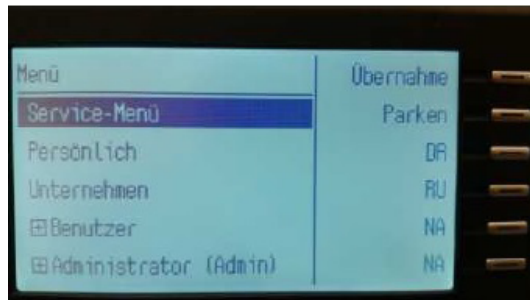 Menü
Übernahme
Service-Menü
Parken
Persönlich
DR
Unternehmen
RU
Benutzer
NA
Administrator (Admin)
NA